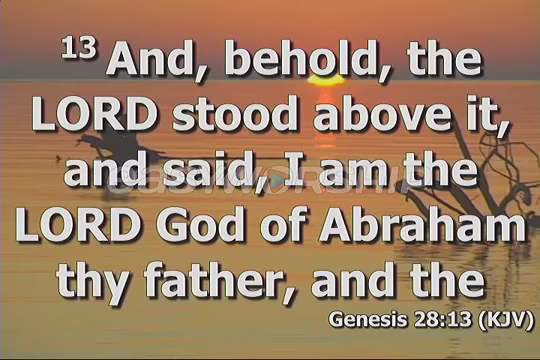 13 And, behold, the
LORD stood above it,
and said, I am the
EASYWORSHIP
LORD God of Abraham
thy father, and the
Genesis 28:13 (KJV)